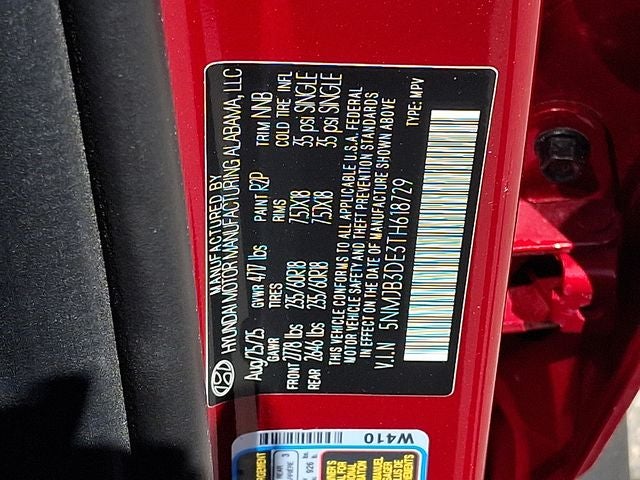 MANUFACTURED BY
HYUNDAI MOTOR MANUFACTURING ALABAMA, LLC
Aug/25/25 GVWR 4717 lbs PAINT R2P TRIM NNB
GAWR TIRES RIMS COLD TIRE INFL
FRONT 2778 lbs 235/60R18 7.5JX18 35 psi SINGLE
REAR 2646 lbs 235/60R18 7.5JX18 35 psi SINGLE
THIS VEHICLE CONFORMS TO ALL APPLICABLE U.S.A. FEDERAL
MOTOR VEHICLE SAFETY AND THEFT PREVENTION STANDARDS
IN EFFECT ON THE DATE OF MANUFACTURE SHOWN ABOVE
V.I.N 5NMJB3DE3TH618729 TYPE: MPV
W410